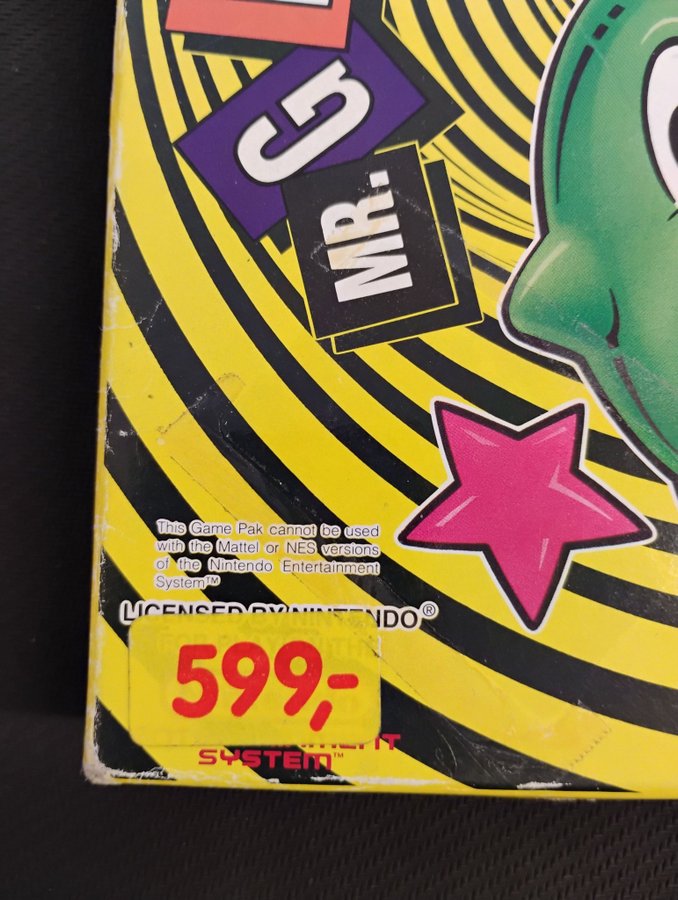 G
MR.
This Game Pak cannot be used
with the Mattel or NES versions
of the Nintendo Entertainment
System™
LICENSED BY NINTENDO®
599,-
SYSTEM™